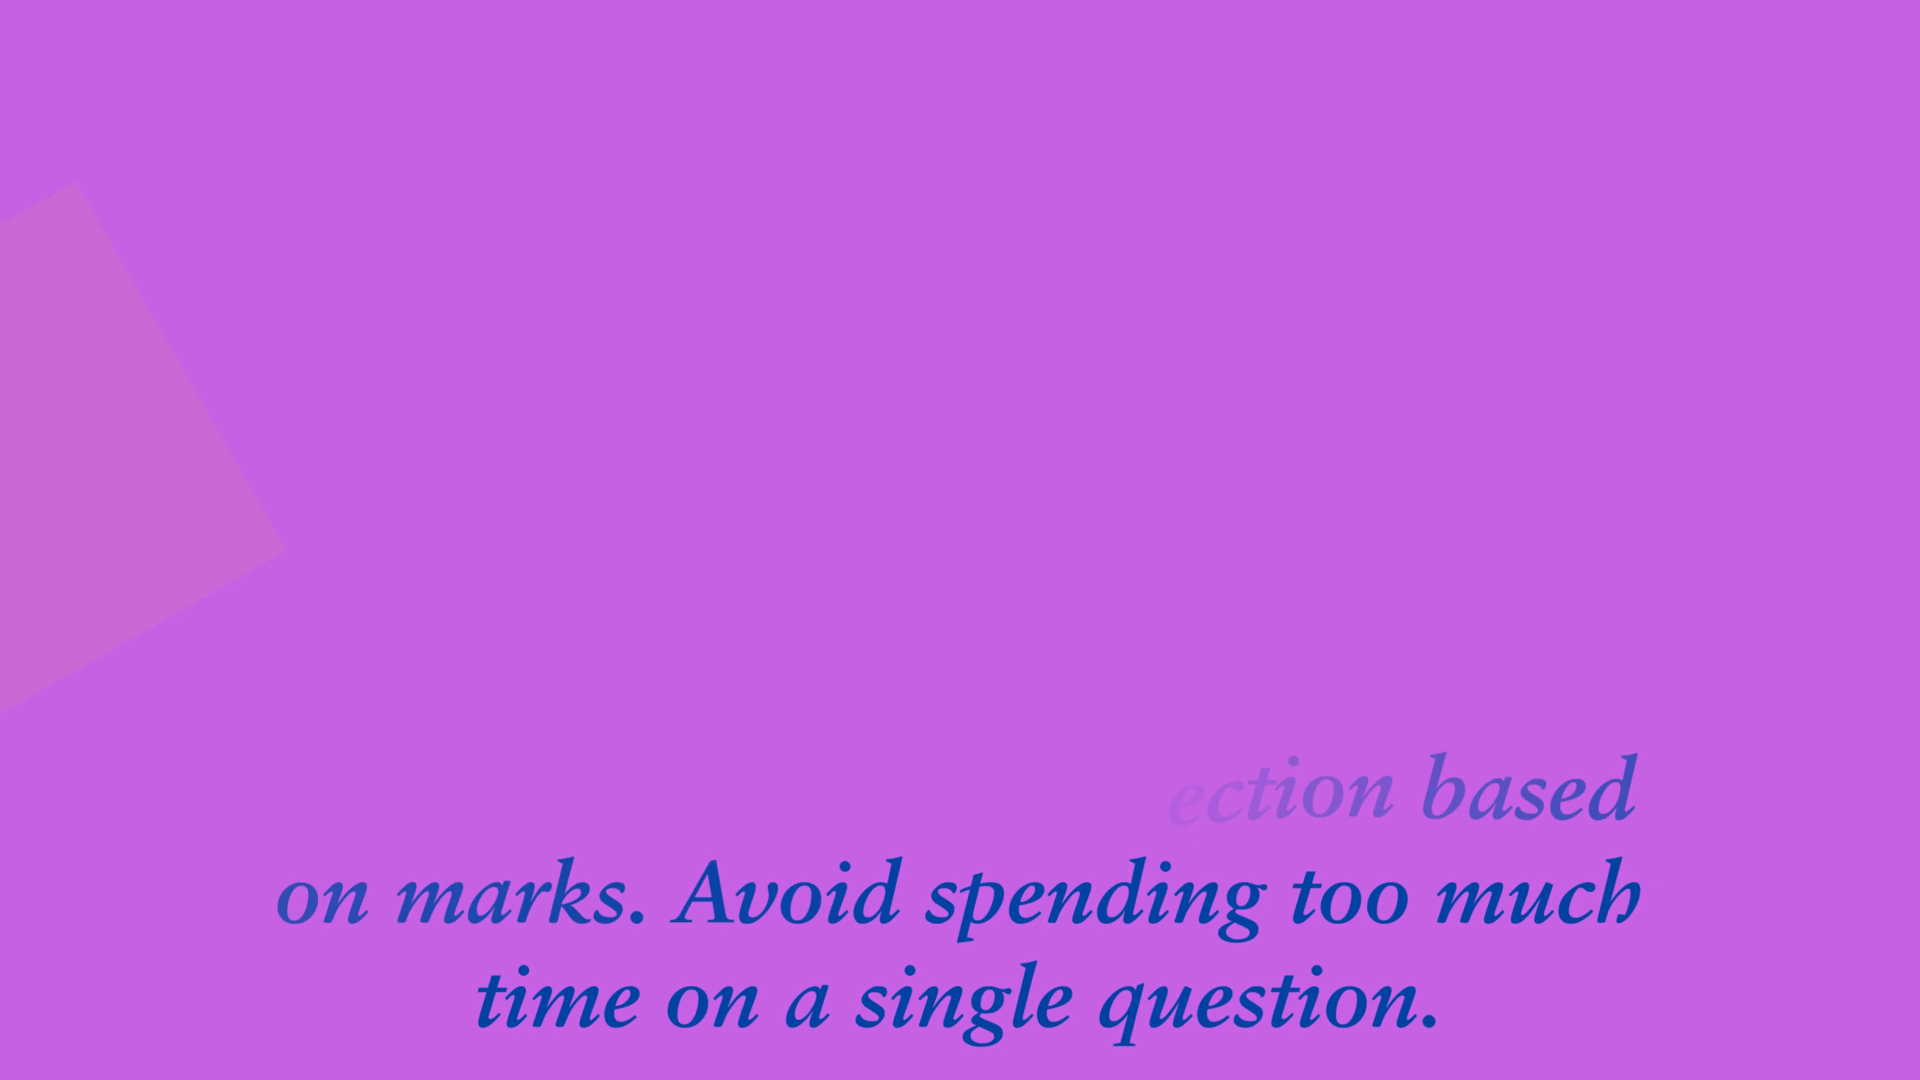 ection based
on marks. Avoid spending too much
time on a single question.